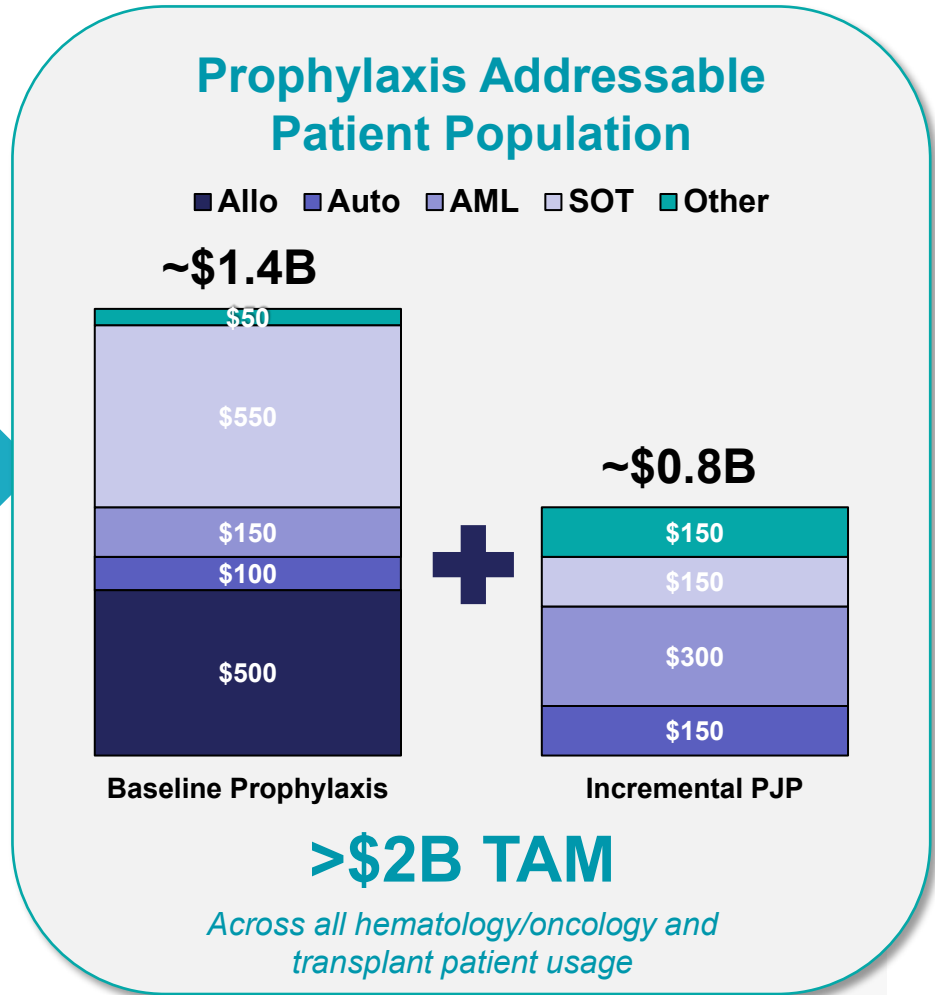 Prophylaxis Addressable
Patient Population
Allo Auto AML SOT Other
~$1.4B
$50
$550
$150
$100
$500
Baseline Prophylaxis
~$0.8B
$150
$150
$300
$150
Incremental PJP
>$2B TAM
Across all hematology/oncology and
transplant patient usage